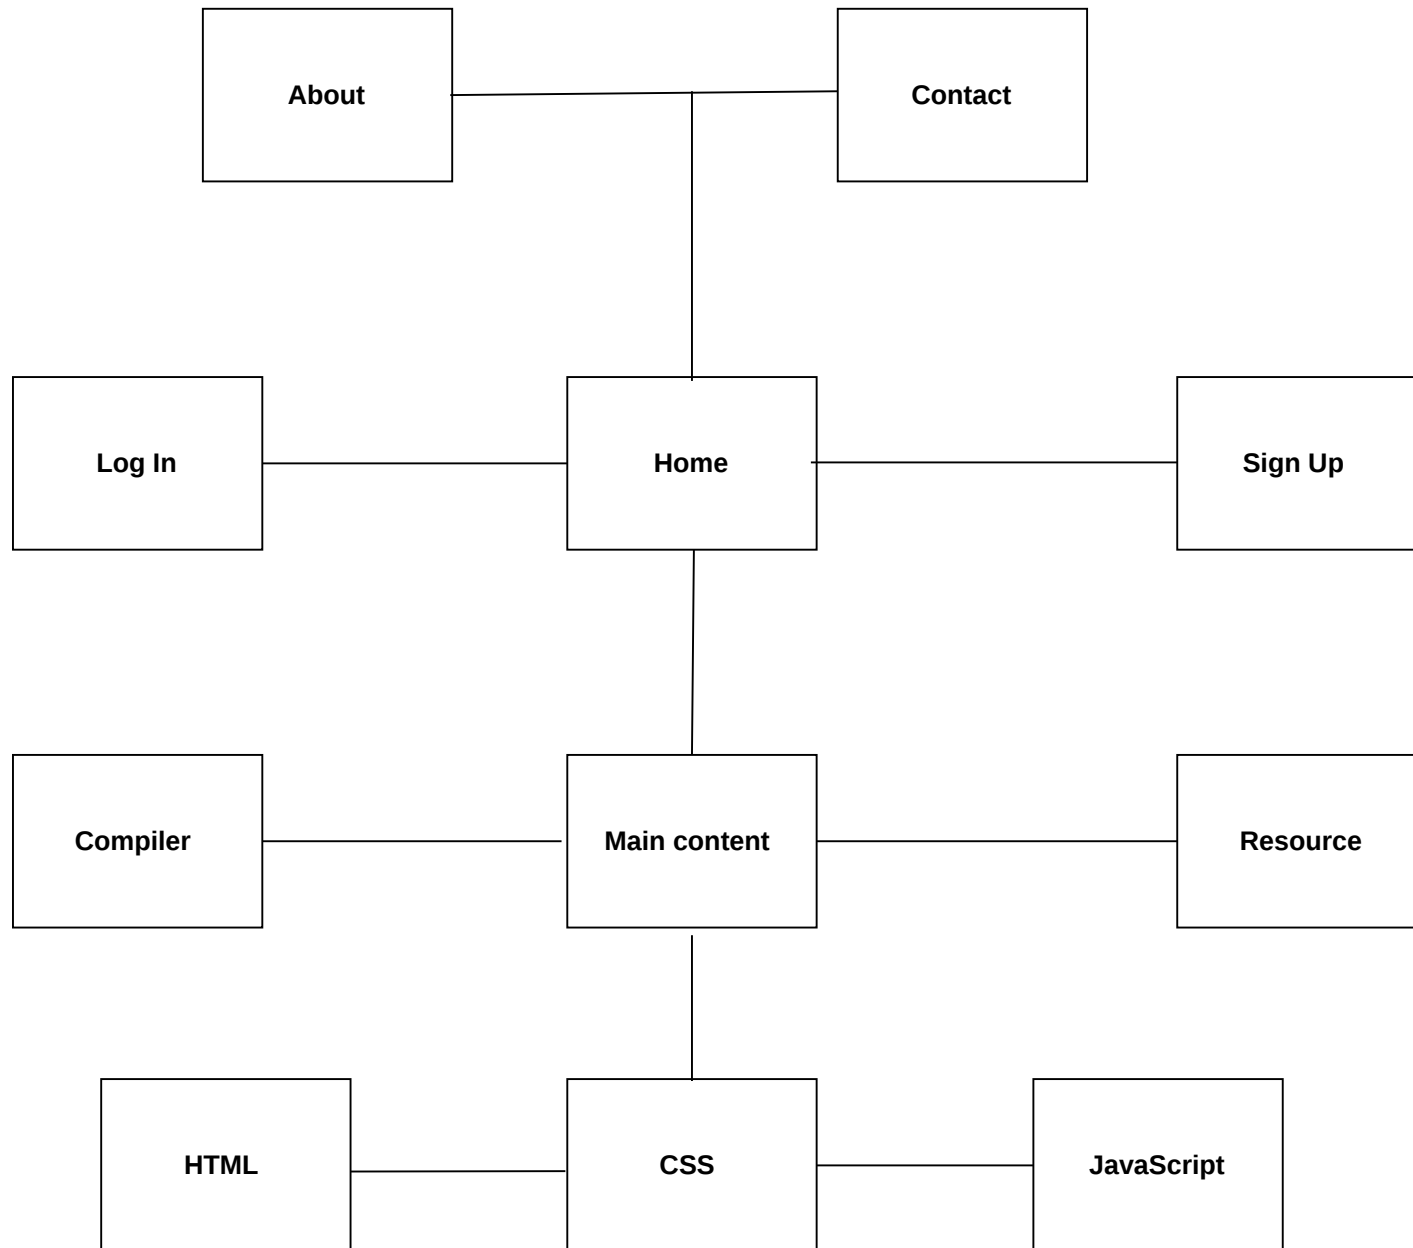 About
Contact
Log In
Home
Sign Up
Compiler
Main content
Resource
HTML
CSS
JavaScript